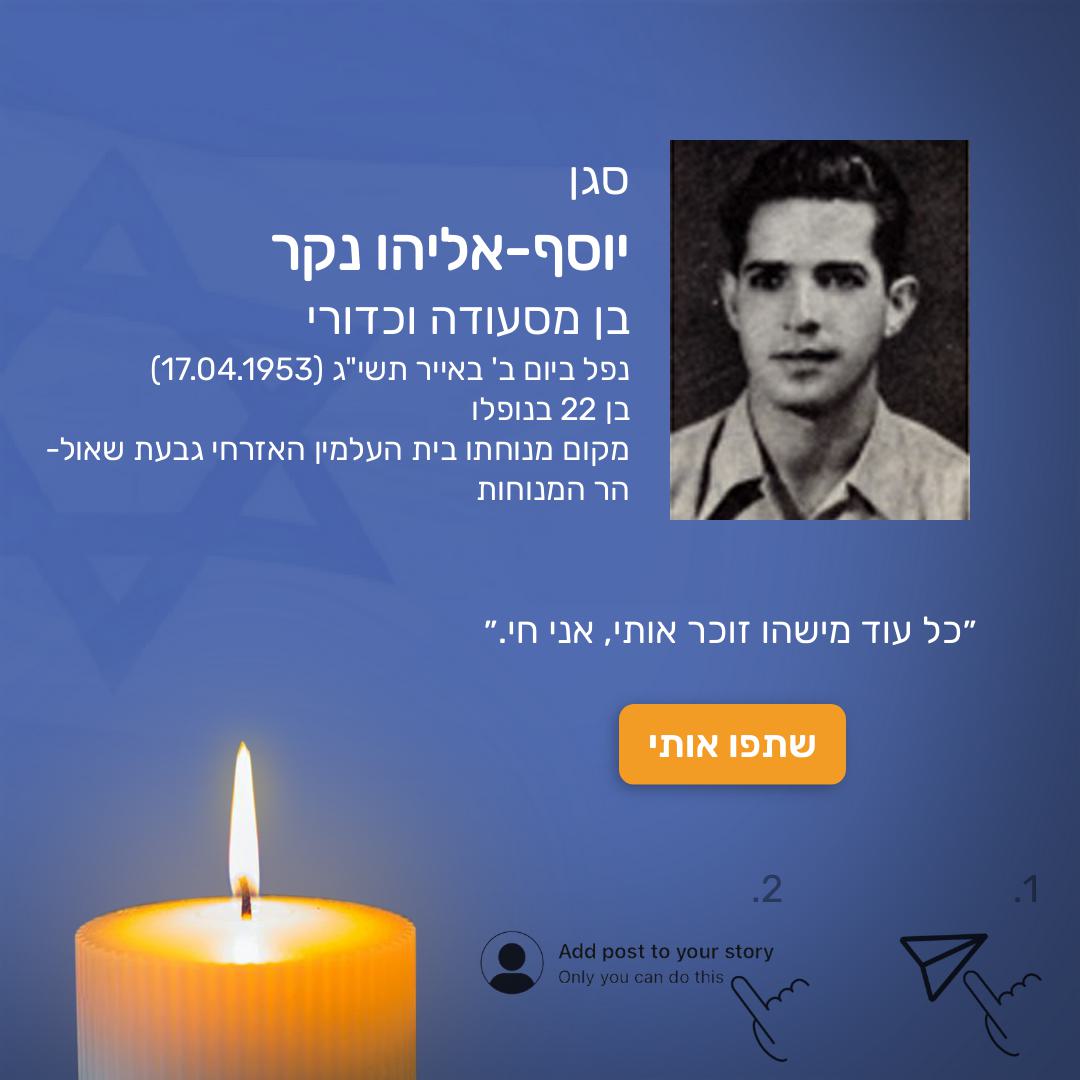 סגן
יוסף-אליהו נקר
בן מסעודה וכדורי
נפל ביום ב' באייר תשי"ג (17.04.1953)
בן 22 בנופלו
מקום מנוחתו בית העלמין האזרחי גבעת שאול-
הר המנוחות
״כל עוד מישהו זוכר אותי, אני חי.״
שתפו אותי
1.
2.
Add post to your story
Only you can do this